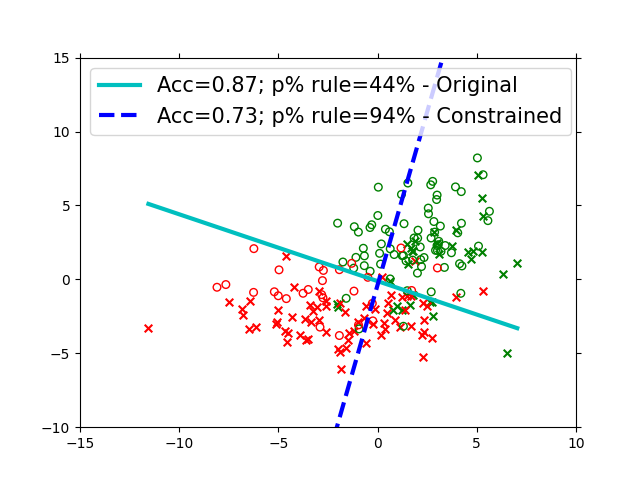 Acc=0.87; p% rule=44% - Original
Acc=0.73; p% rule=94% - Constrained
15
10
5
0
−5
−10
−15 −10 −5 0 5 10